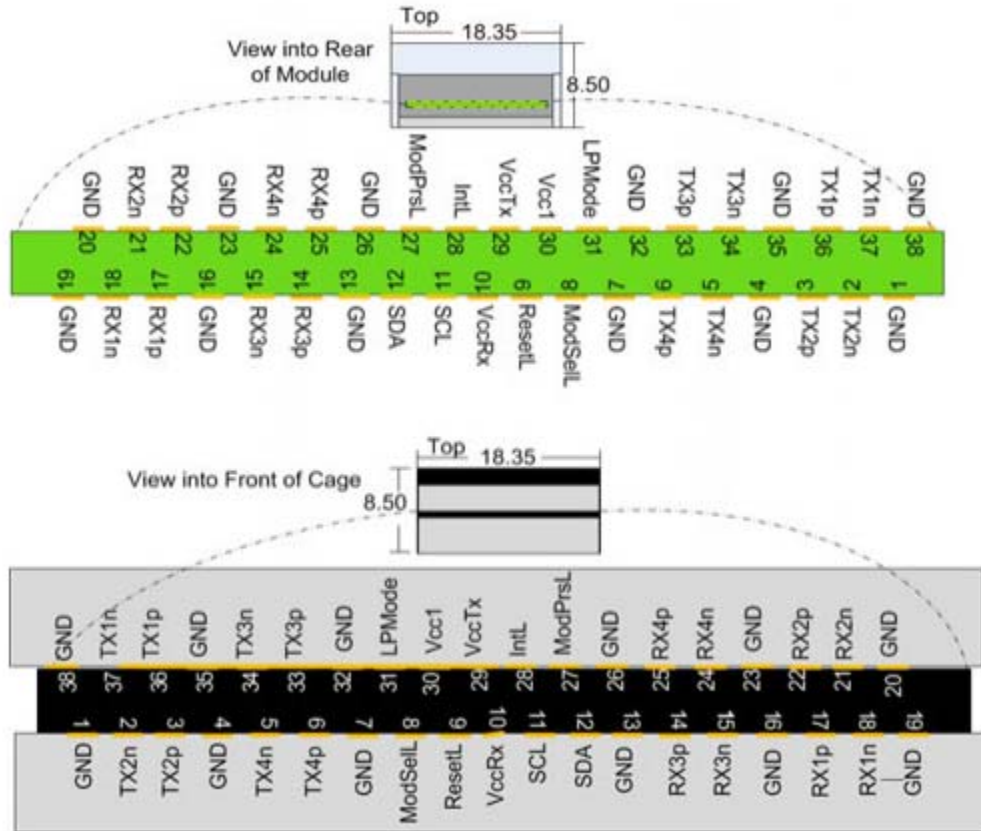 Top
18.35
View into Rear
of Module
8.50
GND RX2n RX2p GND RX4n RX4p GND ModPrsL IntL VccTx Vcc1 LPMode GND TX3p TX3n GND TX1p TX1n GND
20 21 22 23 24 25 26 27 28 29 30 31 32 33 34 35 36 37 38
19 18 17 16 15 14 13 12 11 10 9 8 7 6 5 4 3 2 1
GND RX1n RX1p GND RX3n RX3p GND SDA SCL VccRx ResetL ModSelL GND TX4p TX4n GND TX2p TX2n GND
Top
18.35
View into Front of Cage
8.50
GND TX1n TX1p GND TX3n TX3p GND LPMode Vcc1 VccTx IntL ModPrsL GND RX4p RX4n GND RX2p RX2n GND
38 37 36 35 34 33 32 31 30 29 28 27 26 25 24 23 22 21 20
1 2 3 4 5 6 7 8 9 10 11 12 13 14 15 16 17 18 19
GND TX2n TX2p GND TX4n TX4p GND ModSelL ResetL VccRx SCL SDA GND RX3p RX3n GND RX1p RX1n GND